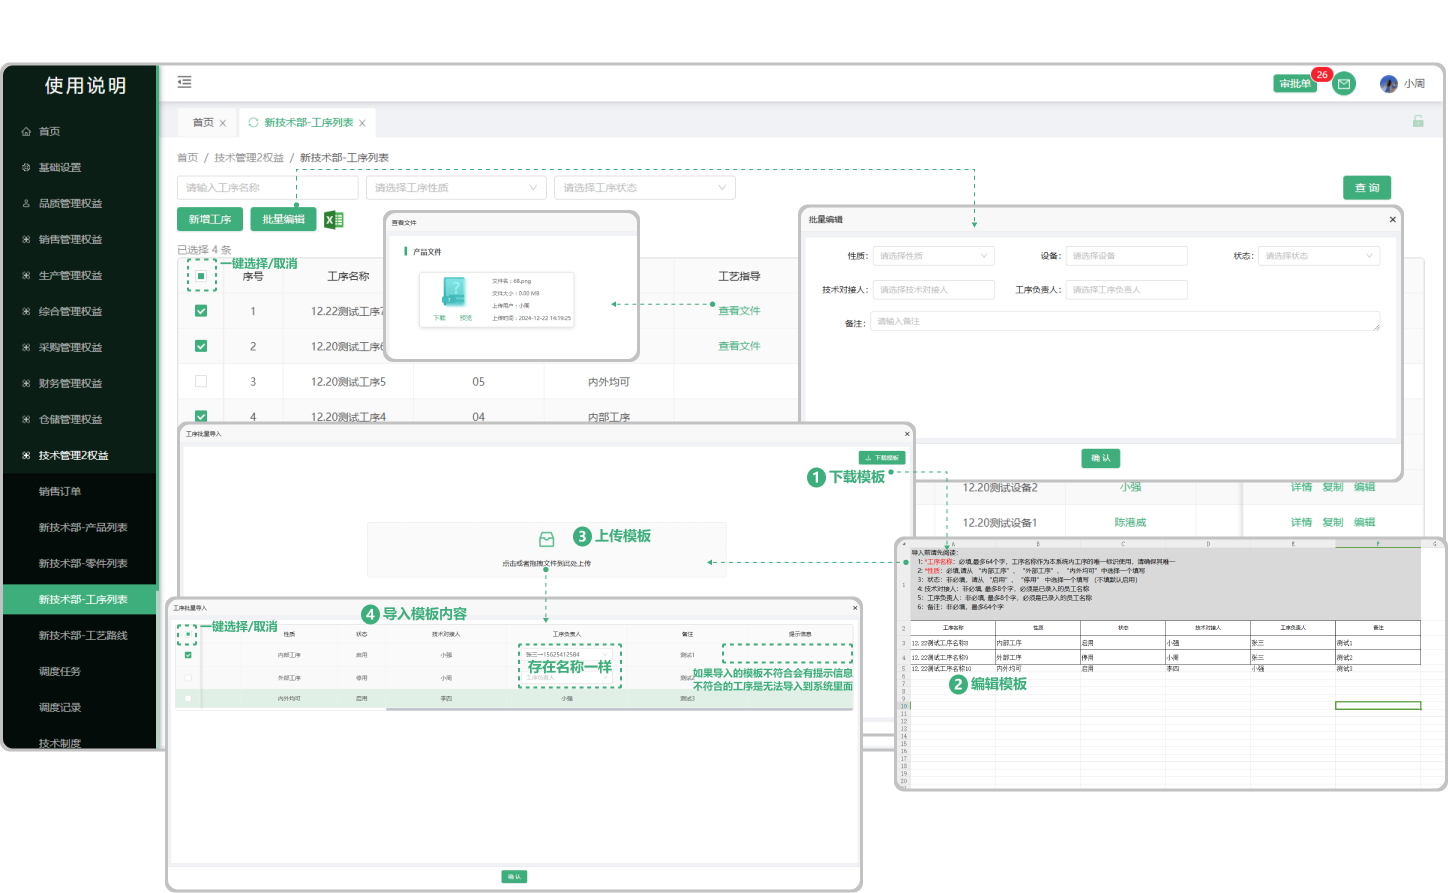 使用说明
首页
基础设置
品质管理权益
销售管理权益
生产管理权益
综合管理权益
采购管理权益
财务管理权益
仓储管理权益
技术管理2权益
销售订单
新技术部-产品列表
新技术部-零件列表
新技术部-工序列表
新技术部-工艺路线
调度任务
调度记录
技术制度
审批单 26 小周
首页 × 新技术部-工序列表 ×
首页 / 技术管理2权益 / 新技术部-工序列表
请输入工序名称 请选择工序性质 请选择工序状态 查 询
新增工序 批量编辑
已选择 4 条
一键选择/取消
序号 工序名称 工艺指导
1 12.22测试工序7 查看文件
2 12.20测试工序6 查看文件
3 12.20测试工序5 05 内外均可
4 12.20测试工序4 04 内部工序
查看文件
产品文件
文件名：68.png
文件大小：0.00 MB
上传用户：小周
上传时间：2024-12-22 14:19:25
下载 预览
批量编辑 ×
性质： 请选择性质 设备： 请选择设备 状态： 请选择状态
技术对接人： 请选择技术对接人 工序负责人： 请选择工序负责人
备注： 请输入备注
确 认
12.20测试设备2 小强 详情 复制 编辑
12.20测试设备1 陈港威 详情 复制 编辑
工序批量导入 ×
下载模板
1 下载模板
3 上传模板
点击或者拖拽文件到此处上传
工序批量导入 ×
4 导入模板内容
一键选择/取消
性质 状态 技术对接人 工序负责人 备注 提示信息
内部工序 启用 小强 张三—15625412584 测试1
存在名称一样
外部工序 停用 小周 工序负责人 测试2
内外均可 启用 李四 小强 测试3
如果导入的模板不符合会有提示信息
不符合的工序是无法导入到系统里面
确 认
A B C D E F G
导入前请先阅读：
1：*工序名称：必填,最多64个字，工序名称作为本系统内工序的唯一标识使用，请确保其唯一
2：*性质：必填,请从 “内部工序”、 “外部工序”、 “内外均可” 中选择一个填写
3：状态：非必填，请从 “启用”、 “停用” 中选择一个填写 (不填默认启用)
4：技术对接人：非必填，最多8个字，必须是已录入的员工名称
5：工序负责人：非必填，最多8个字，必须是已录入的员工名称
6：备注：非必填，最多64个字
1
2 工序名称 性质 状态 技术对接人 工序负责人 备注
3 12.22测试工序名称8 内部工序 启用 小强 张三 测试1
4 12.22测试工序名称9 外部工序 停用 小周 张三 测试2
5 12.22测试工序名称10 内外均可 启用 李四 小强 测试3
2 编辑模板
6
7
8
9
10
11
12
13
14
15
16
17
18
19
20